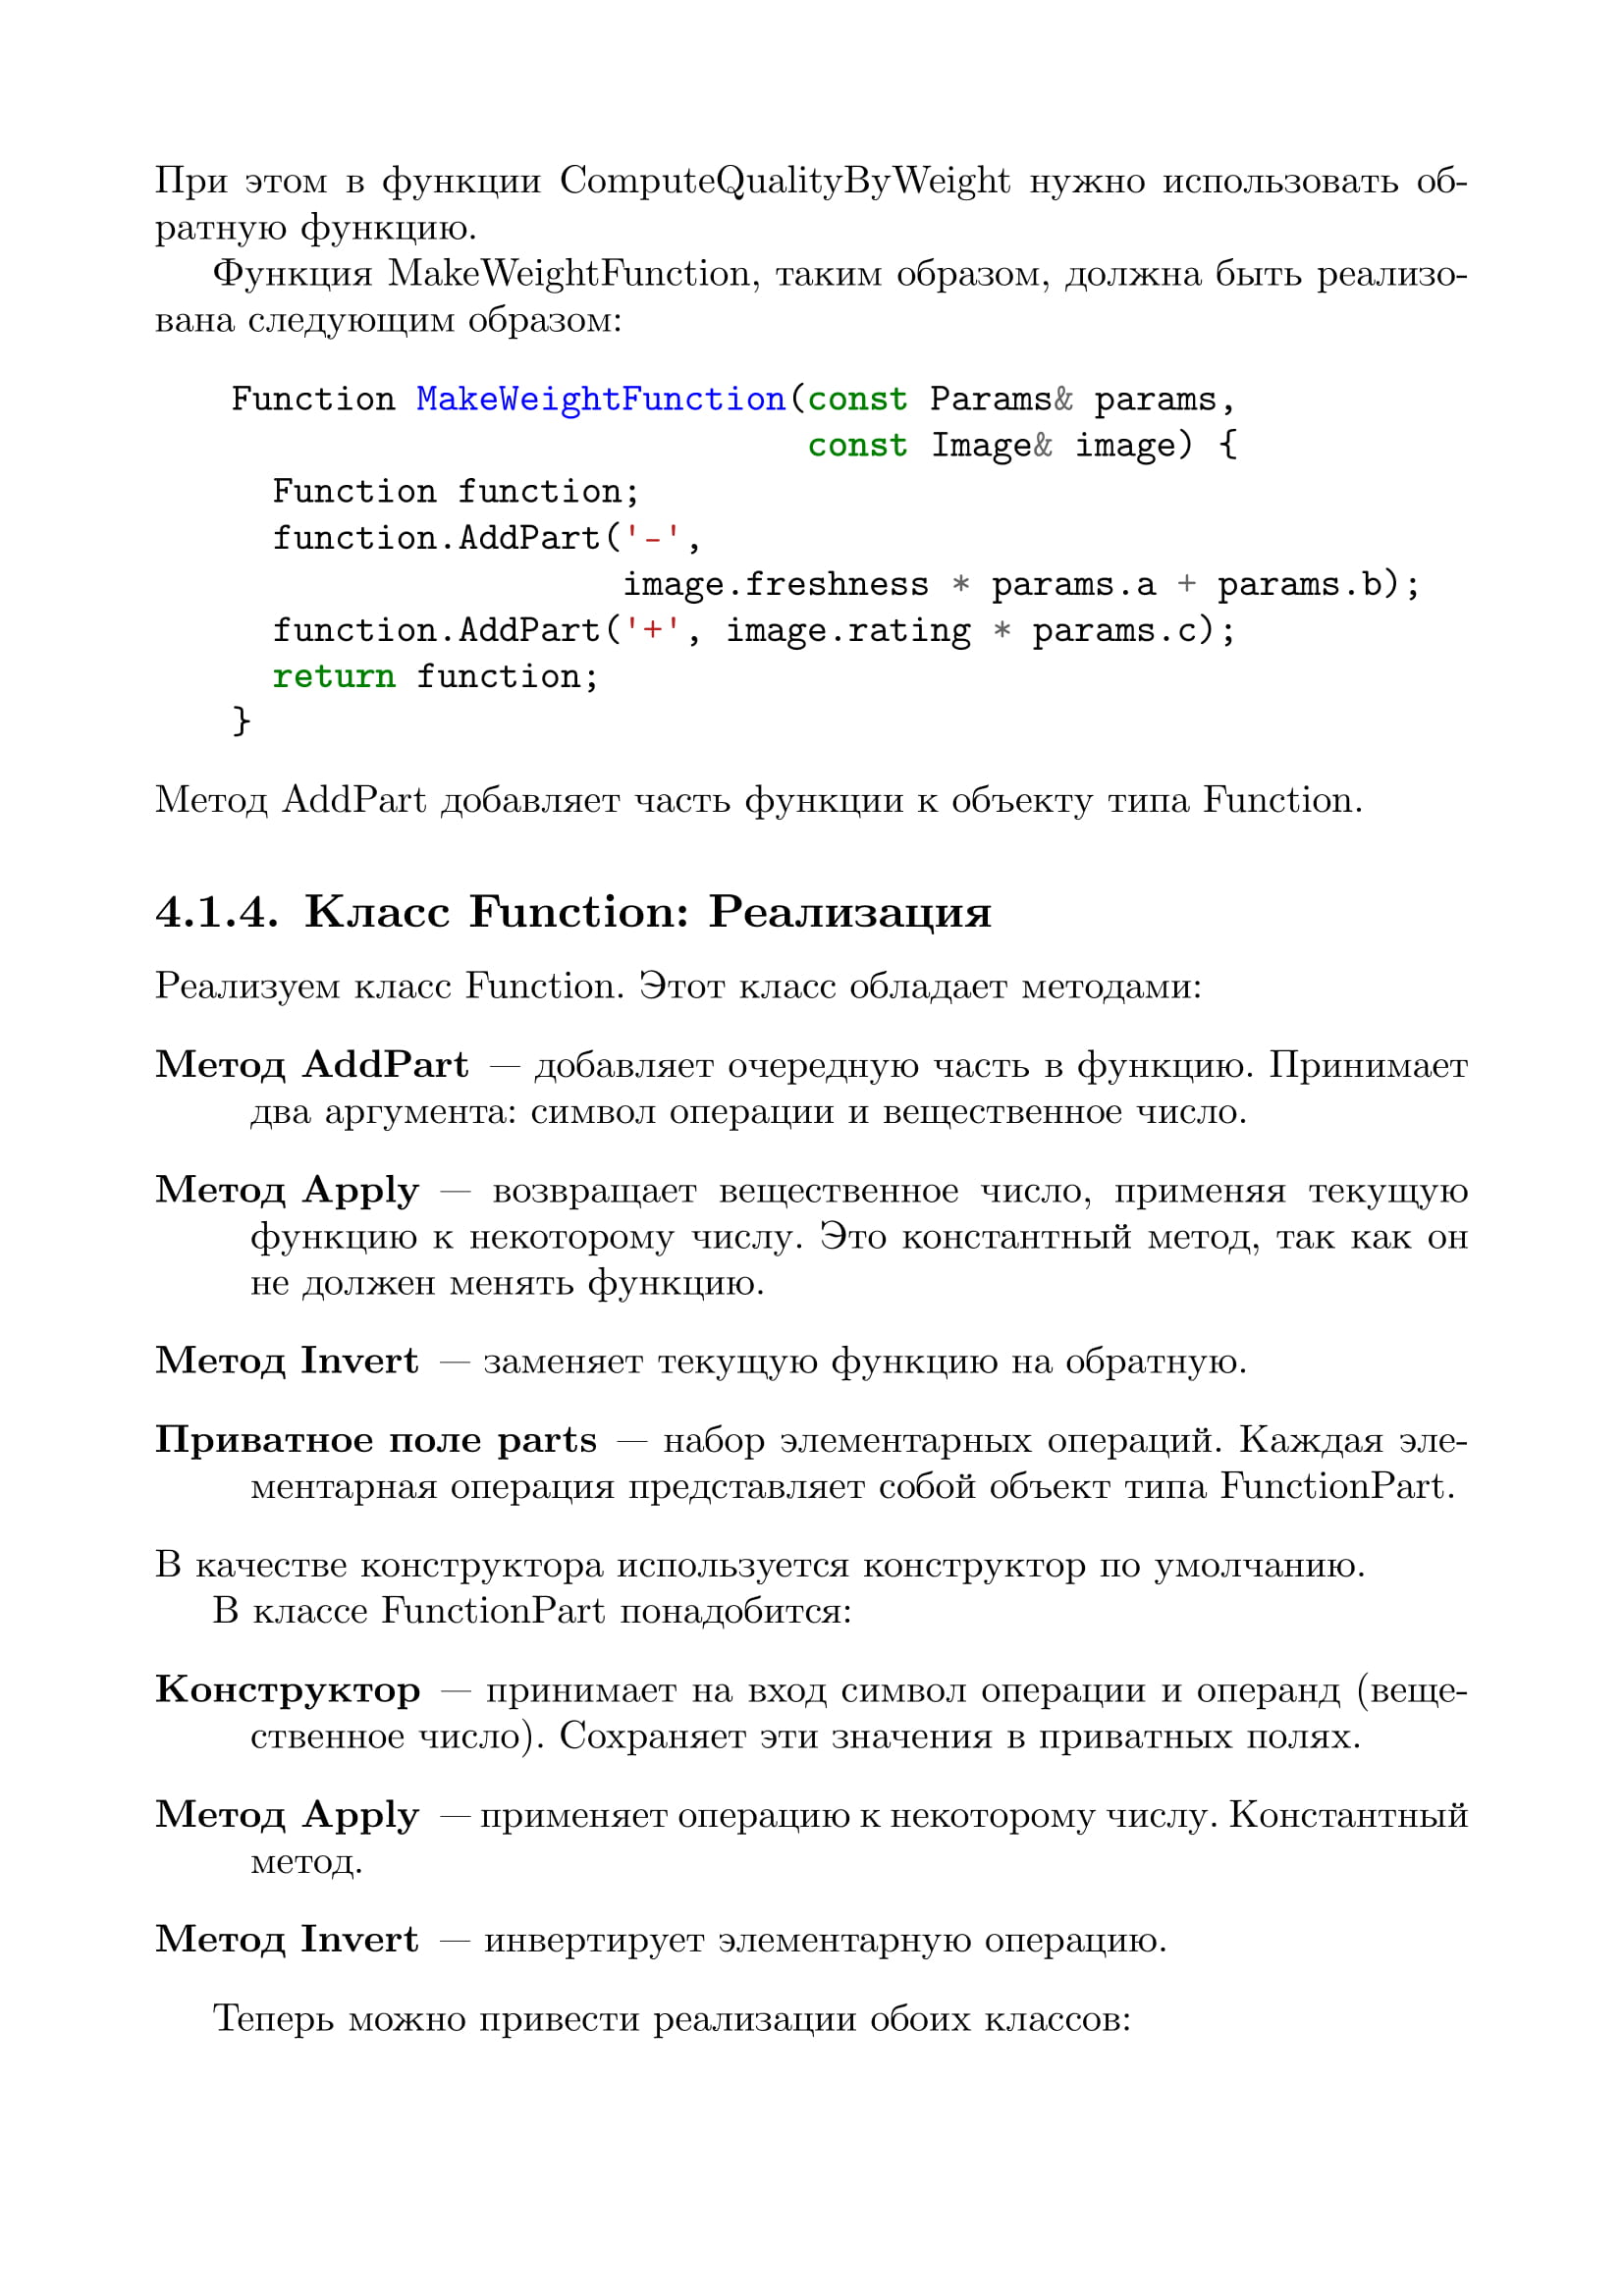 При этом в функции ComputeQualityByWeight нужно использовать об-
ратную функцию.
Функция MakeWeightFunction, таким образом, должна быть реализо-
вана следующим образом:
Function MakeWeightFunction(const Params& params,
const Image& image) {
Function function;
function.AddPart('-',
image.freshness * params.a + params.b);
function.AddPart('+', image.rating * params.c);
return function;
}
Метод AddPart добавляет часть функции к объекту типа Function.
4.1.4. Класс Function: Реализация
Реализуем класс Function. Этот класс обладает методами:
Метод AddPart — добавляет очередную часть в функцию. Принимает
два аргумента: символ операции и вещественное число.
Метод Apply — возвращает вещественное число, применяя текущую
функцию к некоторому числу. Это константный метод, так как он
не должен менять функцию.
Метод Invert — заменяет текущую функцию на обратную.
Приватное поле parts — набор элементарных операций. Каждая эле-
ментарная операция представляет собой объект типа FunctionPart.
В качестве конструктора используется конструктор по умолчанию.
В классе FunctionPart понадобится:
Конструктор — принимает на вход символ операции и операнд (веще-
ственное число). Сохраняет эти значения в приватных полях.
Метод Apply — применяет операцию к некоторому числу. Константный
метод.
Метод Invert — инвертирует элементарную операцию.
Теперь можно привести реализации обоих классов: